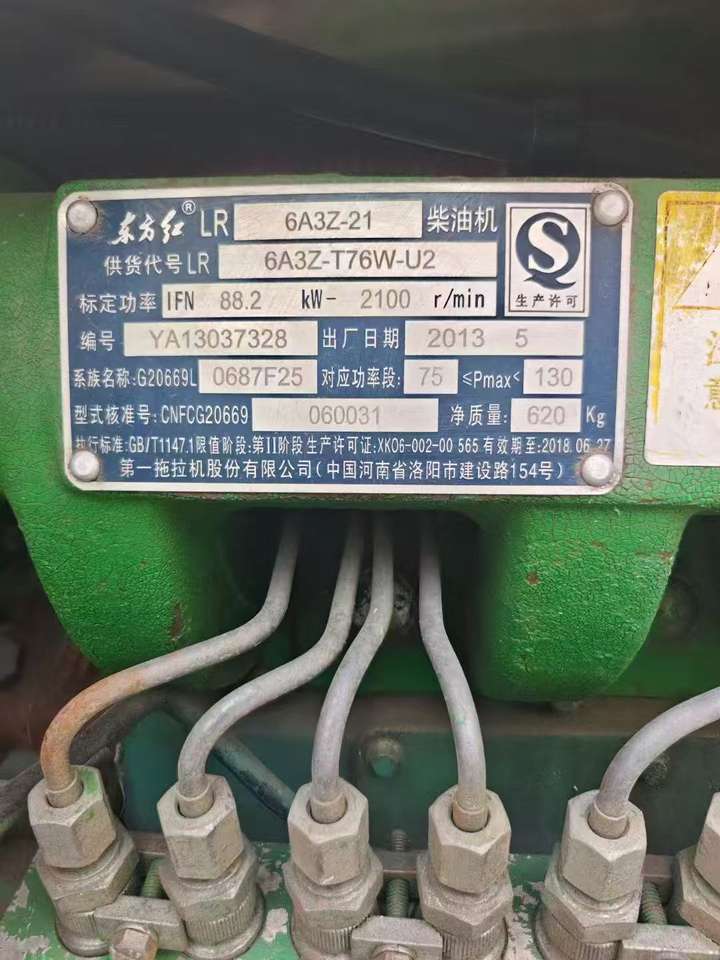 东方红® LR 6A3Z-21 柴油机
供货代号LR 6A3Z-T76W-U2
标定功率 IFN 88.2 kW- 2100 r/min
生产许可
编号 YA13037328 出厂日期 2013 5
系族名称:G20669L 0687F25 对应功率段: 75 ≤Pmax< 130
型式核准号: CNFCG20669 060031 净质量: 620 Kg
执行标准:GB/T1147.1限值阶段:第II阶段生产许可证:XK06-002-00 565 有效期至:2018.06.27
第一拖拉机股份有限公司(中国河南省洛阳市建设路154号)
注
意